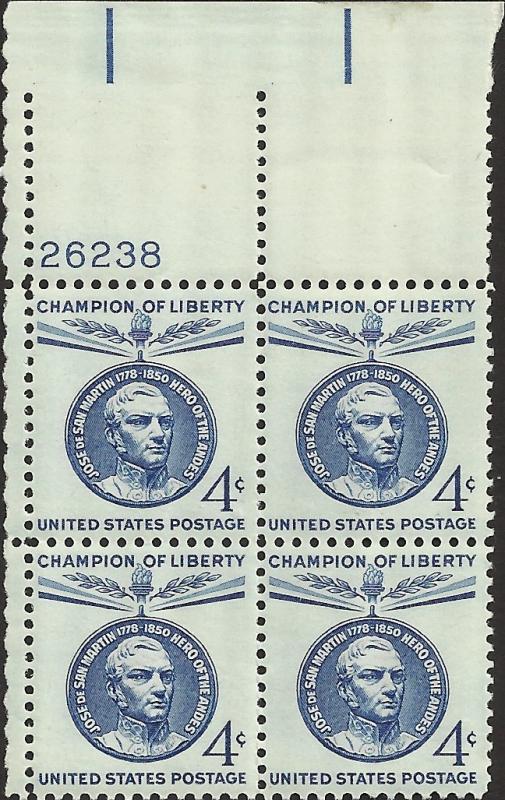 26238
CHAMPION OF LIBERTY
JOSE DE SAN MARTIN 1778-1850 HERO OF THE ANDES
4¢
UNITED STATES POSTAGE
CHAMPION OF LIBERTY
JOSE DE SAN MARTIN 1778-1850 HERO OF THE ANDES
4¢
UNITED STATES POSTAGE
CHAMPION OF LIBERTY
JOSE DE SAN MARTIN 1778-1850 HERO OF THE ANDES
4¢
UNITED STATES POSTAGE
CHAMPION OF LIBERTY
JOSE DE SAN MARTIN 1778-1850 HERO OF THE ANDES
4¢
UNITED STATES POSTAGE